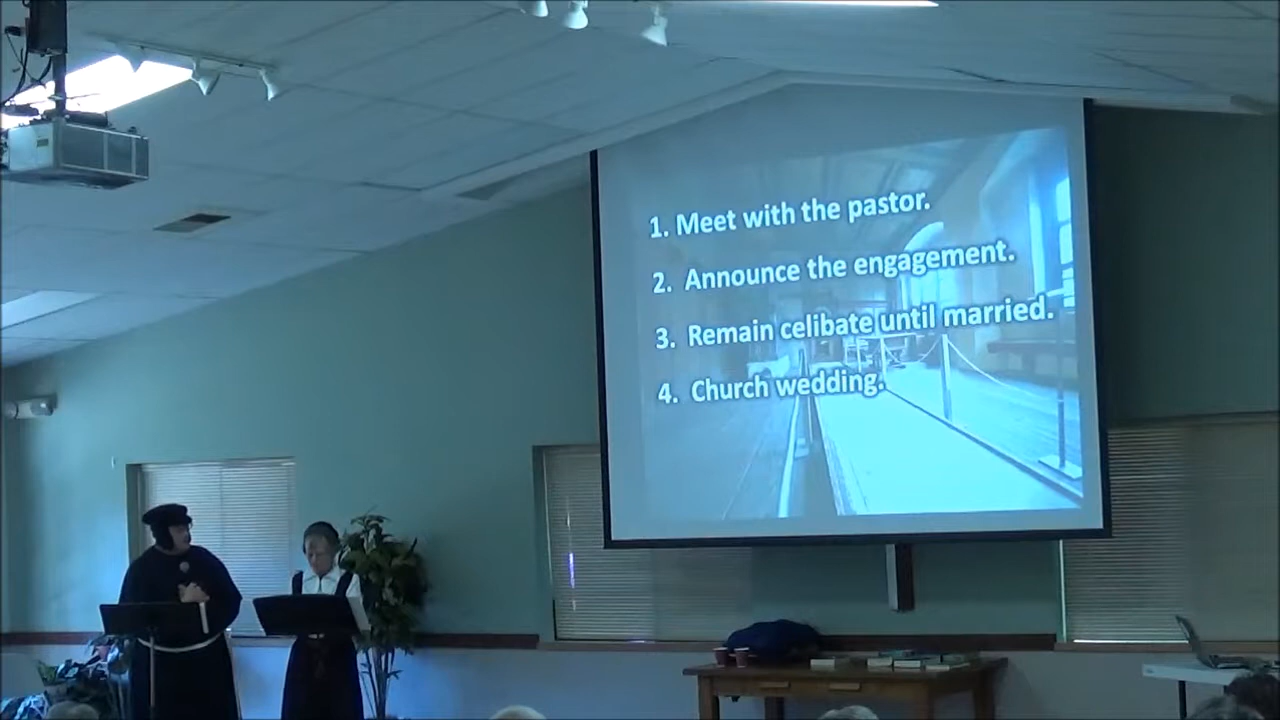 1. Meet with the pastor.
2. Announce the engagement.
3. Remain celibate until married.
4. Church wedding.